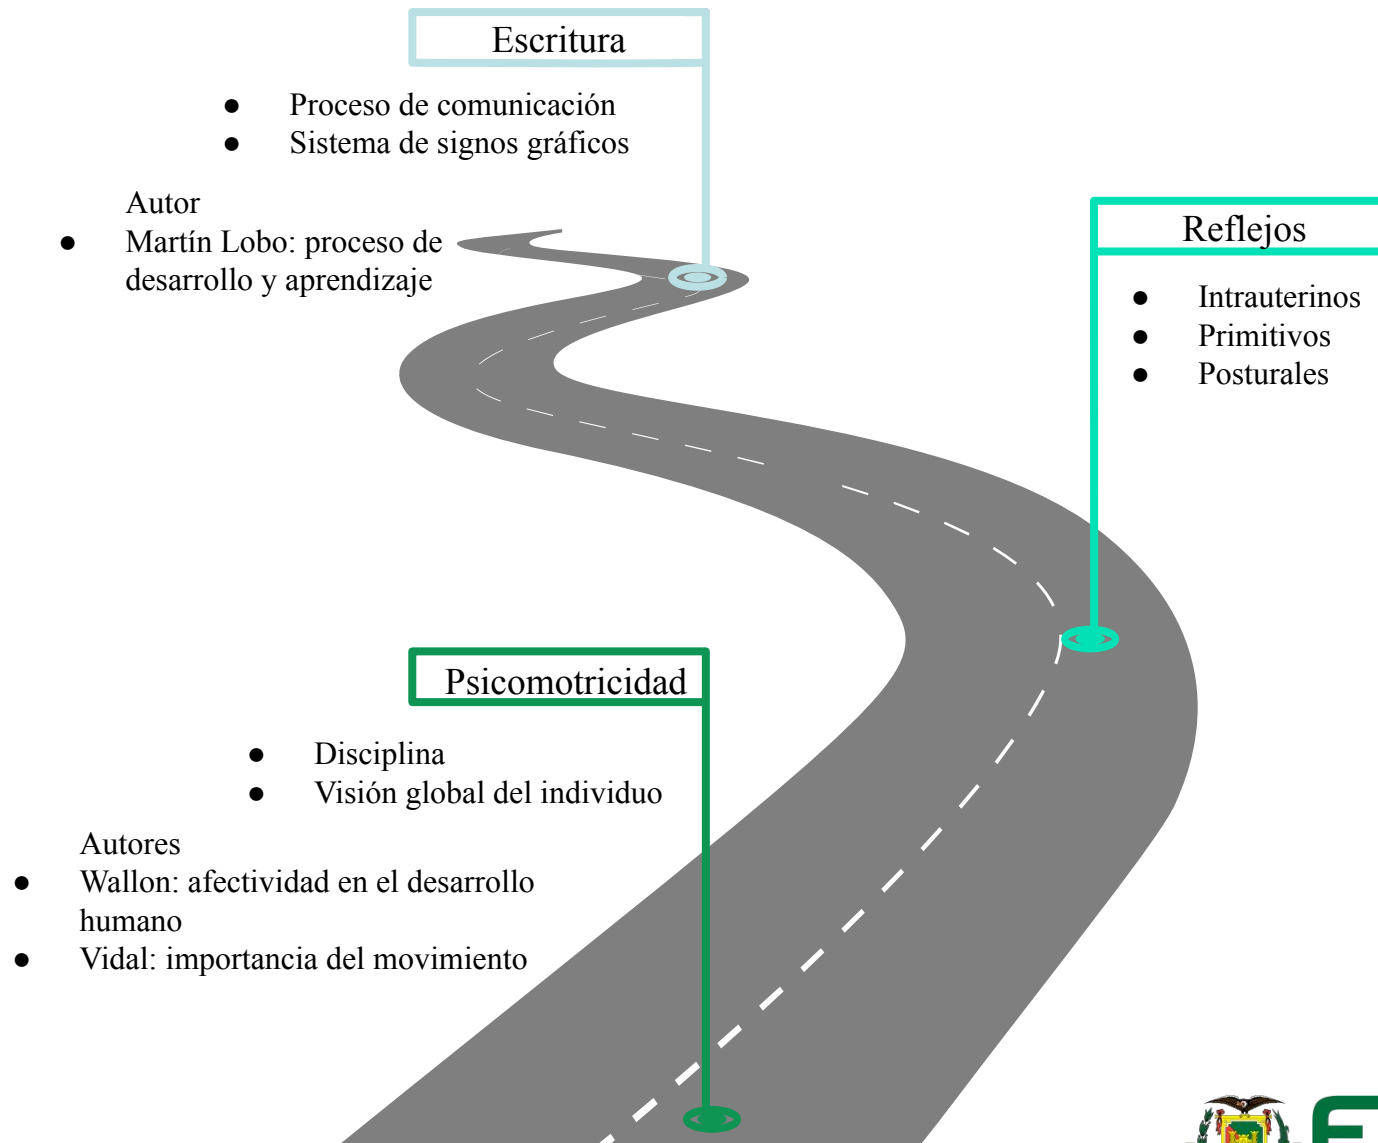 Escritura
● Proceso de comunicación
● Sistema de signos gráficos
Autor
● Martín Lobo: proceso de
desarrollo y aprendizaje
Reflejos
● Intrauterinos
● Primitivos
● Posturales
Psicomotricidad
● Disciplina
● Visión global del individuo
Autores
● Wallon: afectividad en el desarrollo
humano
● Vidal: importancia del movimiento